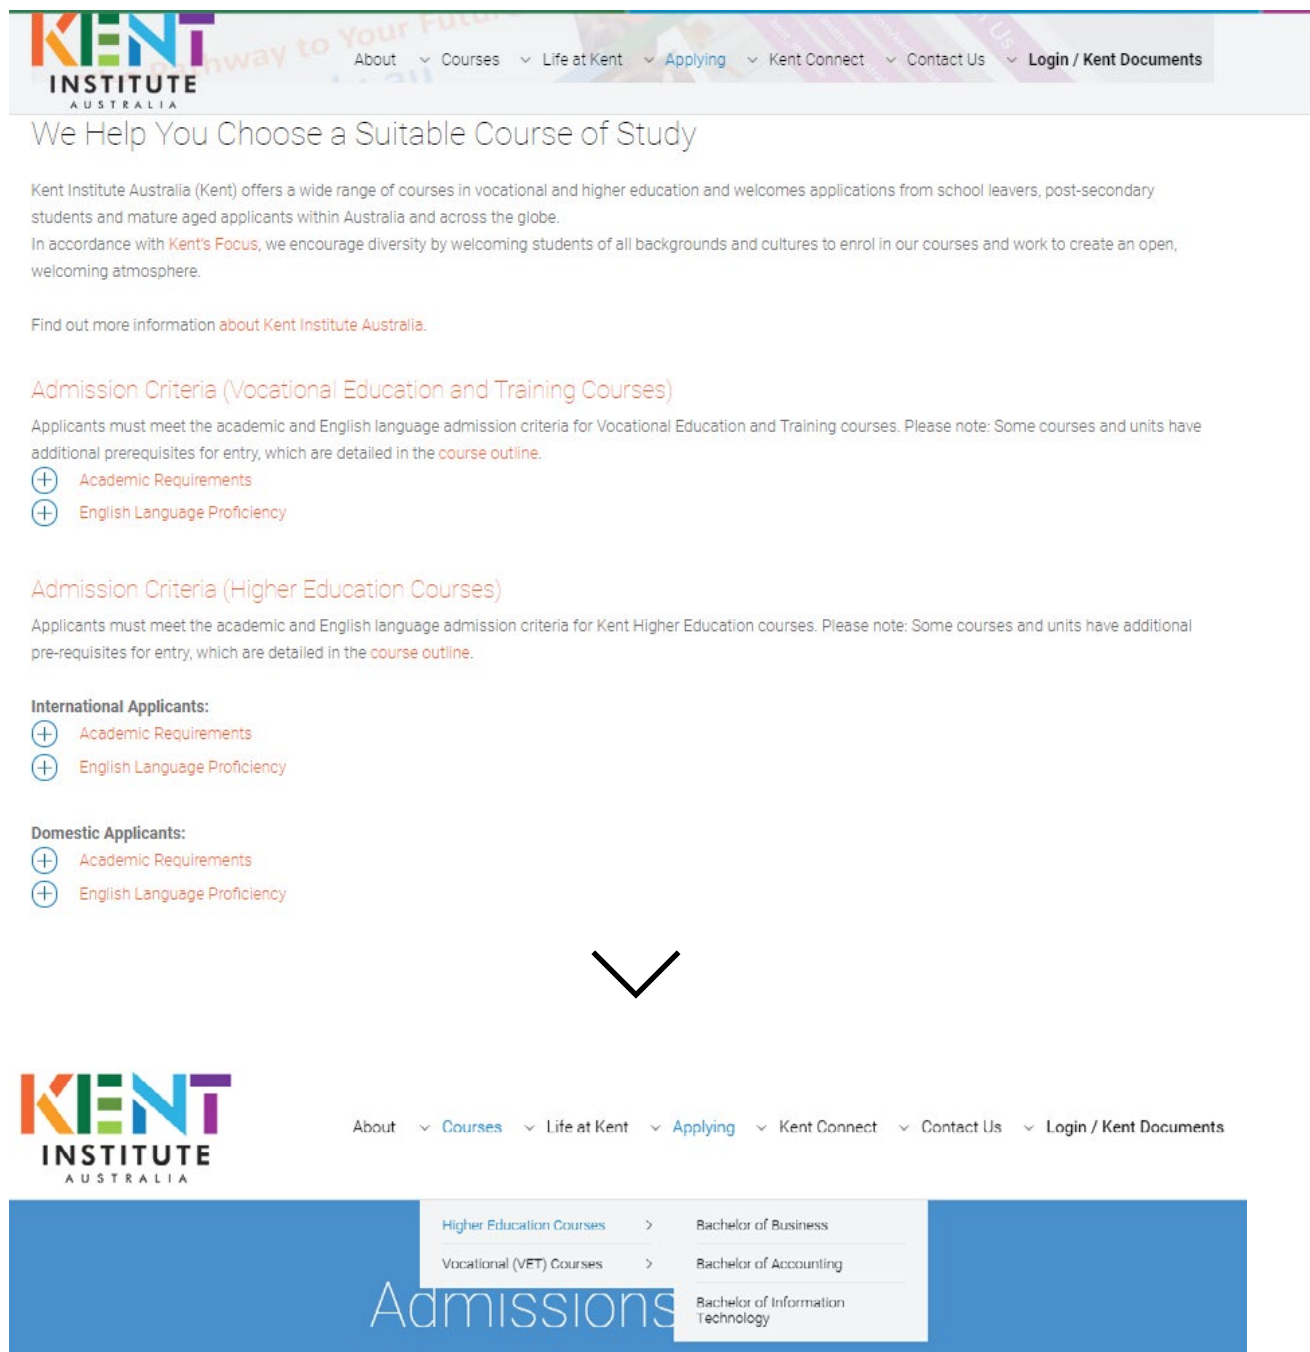 KENT
INSTITUTE
AUSTRALIA
way to Your Future
About Courses Life at Kent Applying Kent Connect Contact Us Login / Kent Documents
We Help You Choose a Suitable Course of Study
Kent Institute Australia (Kent) offers a wide range of courses in vocational and higher education and welcomes applications from school leavers, post-secondary
students and mature aged applicants within Australia and across the globe.
In accordance with Kent's Focus, we encourage diversity by welcoming students of all backgrounds and cultures to enrol in our courses and work to create an open,
welcoming atmosphere.
Find out more information about Kent Institute Australia.
Admission Criteria (Vocational Education and Training Courses)
Applicants must meet the academic and English language admission criteria for Vocational Education and Training courses. Please note: Some courses and units have
additional prerequisites for entry, which are detailed in the course outline.
Academic Requirements
English Language Proficiency
Admission Criteria (Higher Education Courses)
Applicants must meet the academic and English language admission criteria for Kent Higher Education courses. Please note: Some courses and units have additional
pre-requisites for entry, which are detailed in the course outline.
International Applicants:
Academic Requirements
English Language Proficiency
Domestic Applicants:
Academic Requirements
English Language Proficiency
KENT
INSTITUTE
AUSTRALIA
About Courses Life at Kent Applying Kent Connect Contact Us Login / Kent Documents
Higher Education Courses
Vocational (VET) Courses
Bachelor of Business
Bachelor of Accounting
Bachelor of Information
Technology
Admissions